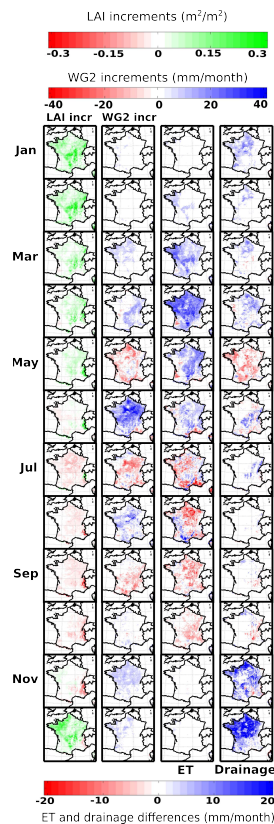 LAI increments (m²/m²)
-0.3 -0.15 0 0.15 0.3
WG2 increments (mm/month)
-40 -20 0 20 40
LAI incr WG2 incr
Jan
Mar
May
Jul
Sep
Nov
ET Drainage
-20 -10 0 10 20
ET and drainage differences (mm/month)